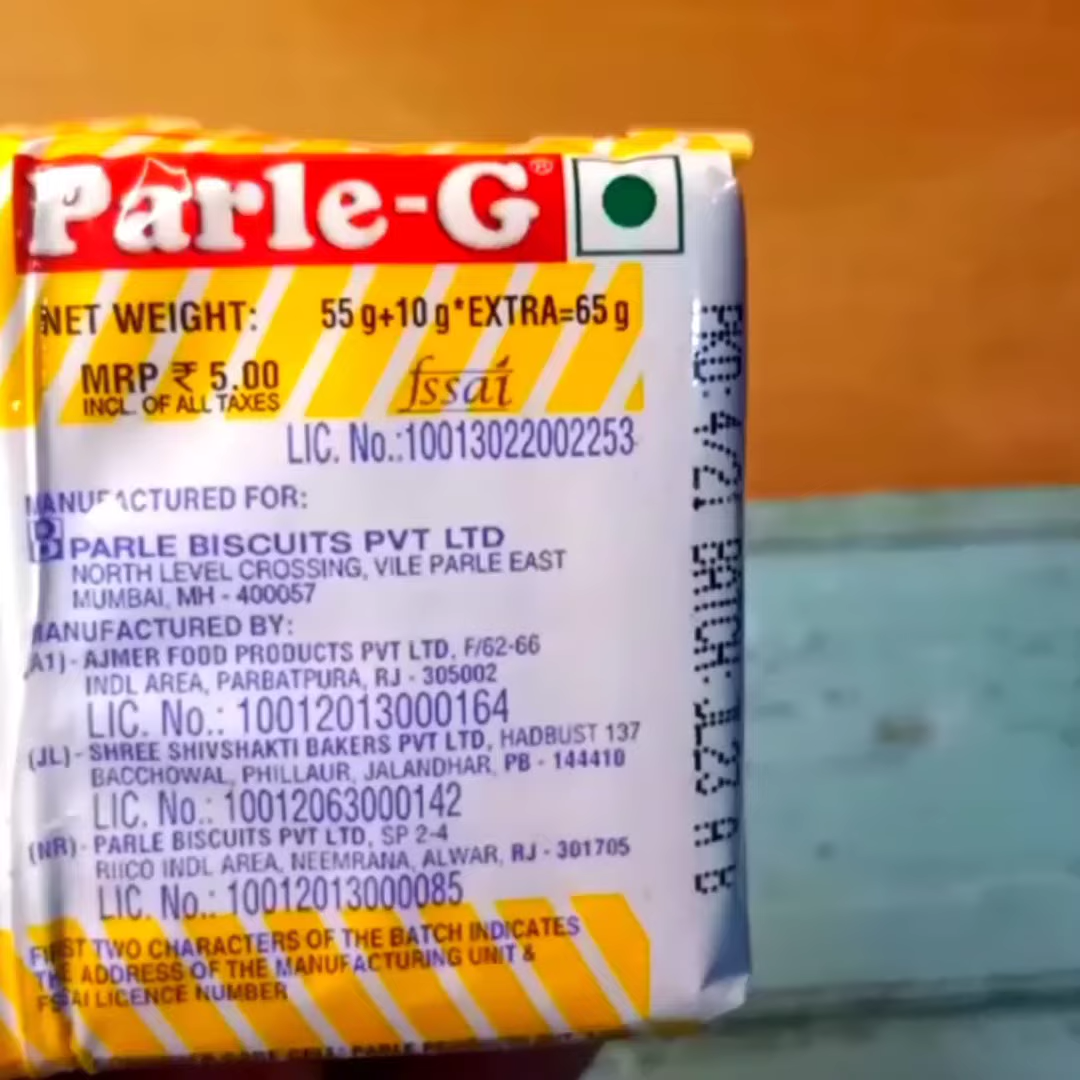 Parle-G®
NET WEIGHT: 55 g+10 g*EXTRA=65 g
MRP ₹ 5.00
INCL. OF ALL TAXES
fssai
LIC. No.:10013022002253
MANUFACTURED FOR:
PARLE BISCUITS PVT LTD
NORTH LEVEL CROSSING, VILE PARLE EAST
MUMBAI, MH - 400057
MANUFACTURED BY:
(A1)- AJMER FOOD PRODUCTS PVT LTD, F/62-66
INDL AREA, PARBATPURA, RJ - 305002
LIC. No.: 10012013000164
(JL)- SHREE SHIVSHAKTI BAKERS PVT LTD, HADBUST 137
BACCHOWAL, PHILLAUR, JALANDHAR, PB - 144410
LIC. No.: 10012063000142
(NR)- PARLE BISCUITS PVT LTD, SP 2-4
RIICO INDL AREA, NEEMRANA, ALWAR, RJ - 301705
LIC. No.: 10012013000085
FIRST TWO CHARACTERS OF THE BATCH INDICATES
THE ADDRESS OF THE MANUFACTURING UNIT &
FSSAI LICENCE NUMBER
PKD: 4/21 BATCH: